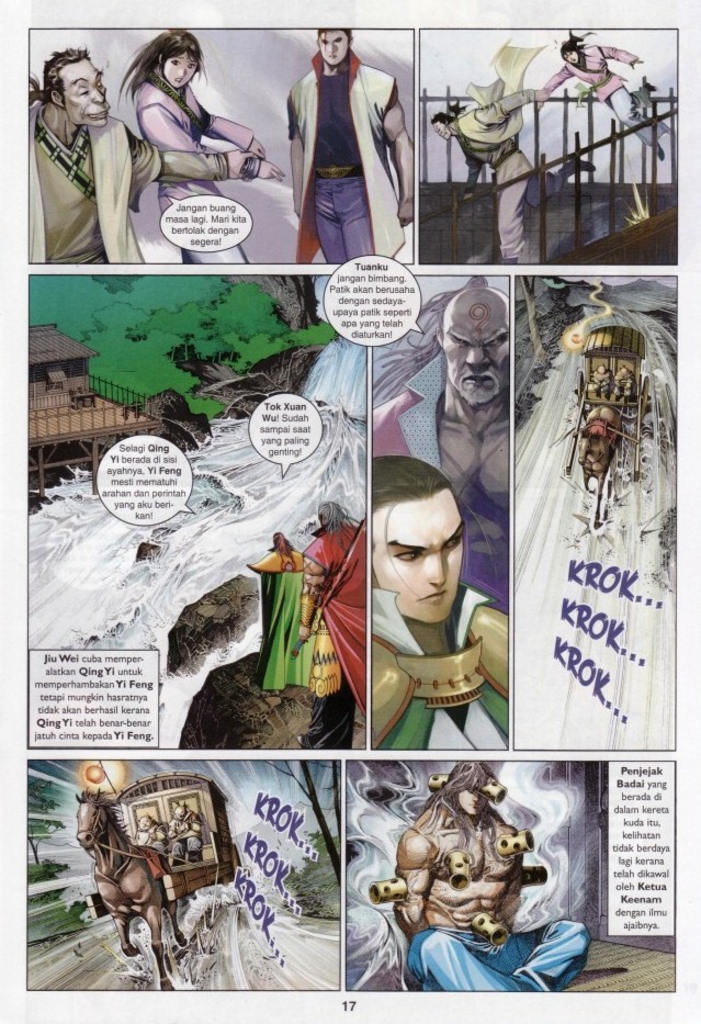 Jangan buang
masa lagi. Mari kita
bertolak dengan
segera!
Tuanku
jangan bimbang.
Patik akan berusaha
dengan sedaya-
upaya patik seperti
apa yang telah
diaturkan!
Tok Xuan
Wu! Sudah
sampai saat
yang paling
genting!
Selagi Qing
Yi berada di sisi
ayahnya, Yi Feng
mesti mematuhi
arahan dan perintah
yang aku beri-
kan!
Jiu Wei cuba memper-
alatkan Qing Yi untuk
memperhambakan Yi Feng
tetapi mungkin hasratnya
tidak akan berhasil kerana
Qing Yi telah benar-benar
jatuh cinta kepada Yi Feng.
KROK...
KROK...
KROK...
KROK...
KROK...
KROK...
Penjejak
Badai yang
berada di
dalam kereta
kuda itu,
kelihatan
tidak berdaya
lagi kerana
telah dikawal
oleh Ketua
Keenam
dengan ilmu
ajaibnya.
17